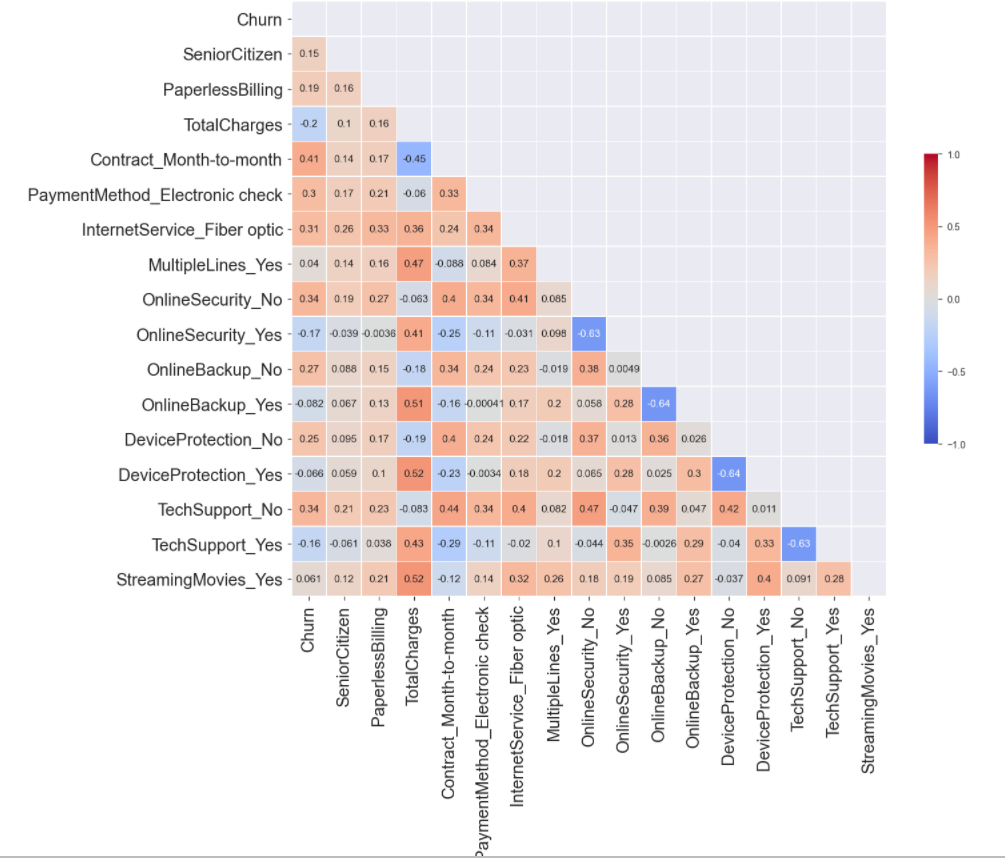 Churn
SeniorCitizen 0.15
PaperlessBilling 0.19 0.16
TotalCharges -0.2 0.1 0.16
Contract_Month-to-month 0.41 0.14 0.17 -0.45
PaymentMethod_Electronic check 0.3 0.17 0.21 -0.06 0.33
InternetService_Fiber optic 0.31 0.26 0.33 0.36 0.24 0.34
MultipleLines_Yes 0.04 0.14 0.16 0.47 -0.088 0.084 0.37
OnlineSecurity_No 0.34 0.19 0.27 -0.063 0.4 0.34 0.41 0.085
OnlineSecurity_Yes -0.17 -0.039 -0.0036 0.41 -0.25 -0.11 -0.031 0.098 -0.63
OnlineBackup_No 0.27 0.088 0.15 -0.18 0.34 0.24 0.23 -0.019 0.38 0.0049
OnlineBackup_Yes -0.082 0.067 0.13 0.51 -0.16 -0.00041 0.17 0.2 0.058 0.28 -0.64
DeviceProtection_No 0.25 0.095 0.17 -0.19 0.4 0.24 0.22 -0.018 0.37 0.013 0.36 0.026
DeviceProtection_Yes -0.066 0.059 0.1 0.52 -0.23 -0.0034 0.18 0.2 0.065 0.28 0.025 0.3 -0.64
TechSupport_No 0.34 0.21 0.23 -0.083 0.44 0.34 0.4 0.082 0.47 -0.047 0.39 0.047 0.42 0.011
TechSupport_Yes -0.16 -0.061 0.038 0.43 -0.29 -0.11 -0.02 0.1 -0.044 0.35 -0.0026 0.29 -0.04 0.33 -0.63
StreamingMovies_Yes 0.061 0.12 0.21 0.52 -0.12 0.14 0.32 0.26 0.18 0.19 0.085 0.27 -0.037 0.4 0.091 0.28
Churn
SeniorCitizen
PaperlessBilling
TotalCharges
Contract_Month-to-month
PaymentMethod_Electronic check
InternetService_Fiber optic
MultipleLines_Yes
OnlineSecurity_No
OnlineSecurity_Yes
OnlineBackup_No
OnlineBackup_Yes
DeviceProtection_No
DeviceProtection_Yes
TechSupport_No
TechSupport_Yes
StreamingMovies_Yes
1.0
0.5
0.0
-0.5
-1.0